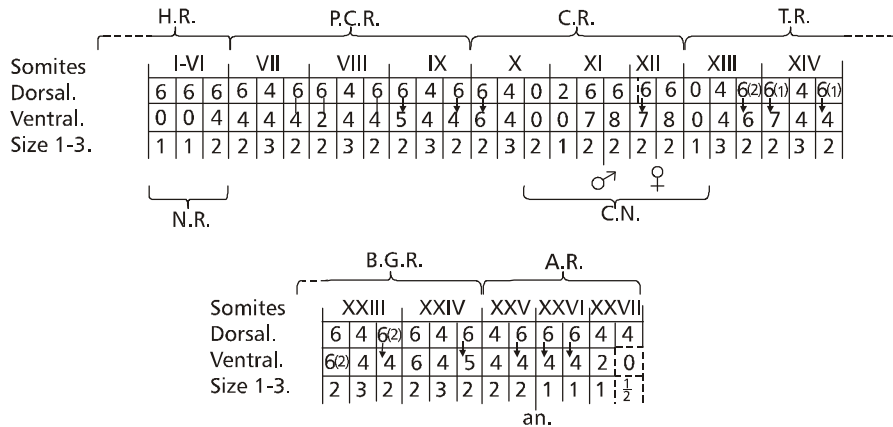 H.R. P.C.R. C.R. T.R.
Somites I-VI VII VIII IX X XI XII XIII XIV
Dorsal. 6 6 6 6 4 6 6 4 6 6 4 6 6 4 0 2 6 6 6 6 0 4 6(2) 6(1) 4 6(1)
Ventral. 0 0 4 4 4 4 2 4 4 5 4 4 6 4 0 0 7 8 7 8 0 4 6 7 4 4
Size 1-3. 1 1 2 2 3 2 2 3 2 2 3 2 2 3 2 1 2 2 2 2 1 3 2 2 3 2
♂ ♀
N.R. C.N.
B.G.R. A.R.
Somites XXIII XXIV XXV XXVI XXVII
Dorsal. 6 4 6(2) 6 4 6 4 6 6 6 4 4
Ventral. 6(2) 4 4 6 4 5 4 4 4 4 2 0
Size 1-3. 2 3 2 2 3 2 2 2 1 1 1 ½
an.